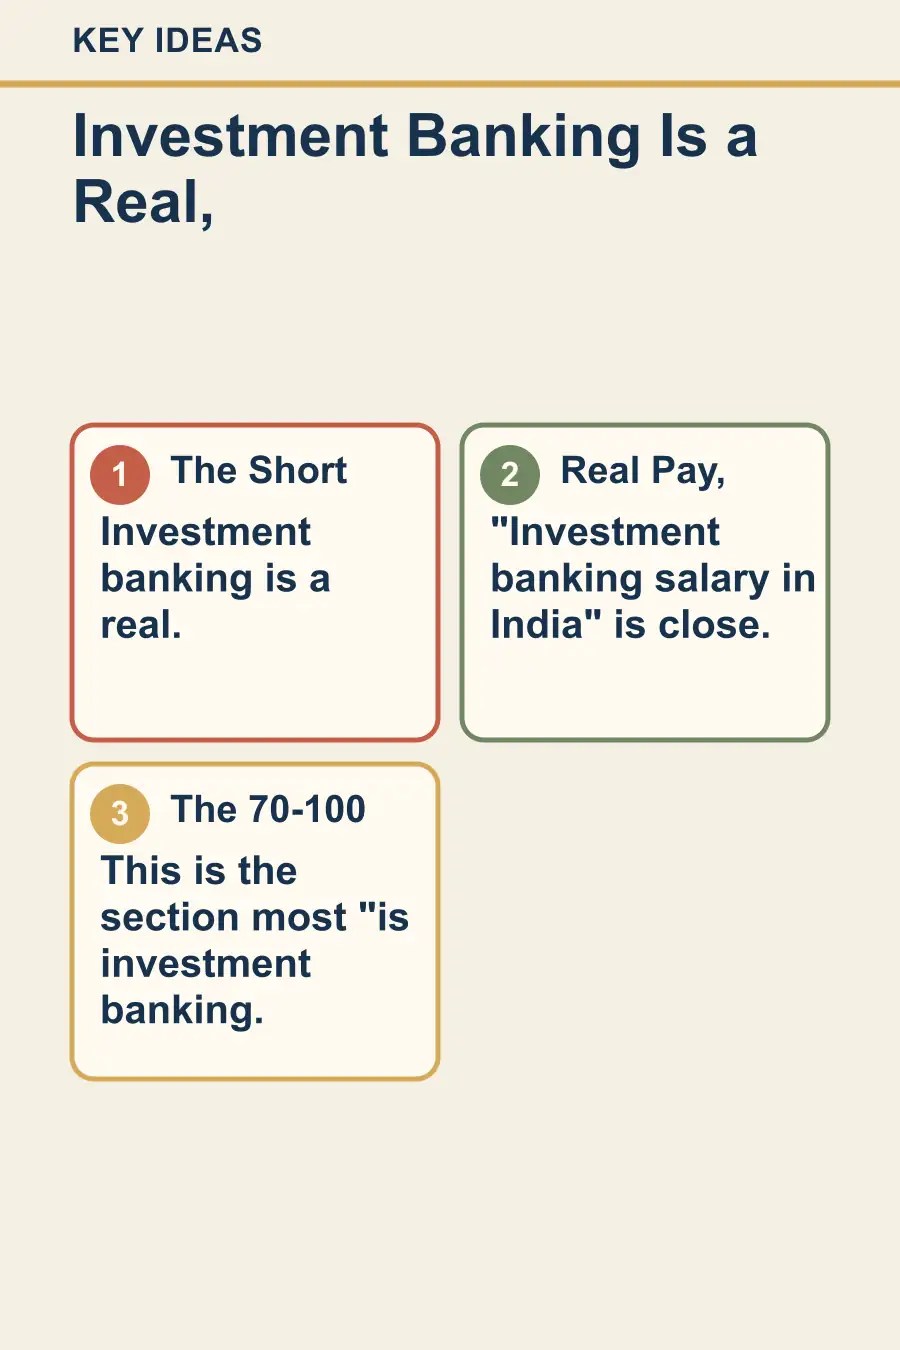 KEY IDEAS
Investment Banking Is a
Real,
1 The Short
Investment
banking is a
real.
2 Real Pay,
"Investment
banking salary in
India" is close.
3 The 70-100
This is the
section most "is
investment
banking.